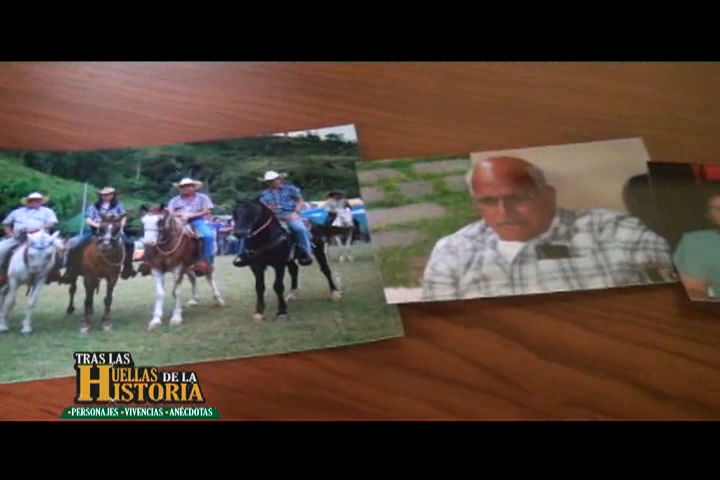 TRAS LAS
HUELLAS DE LA
HISTORIA
•PERSONAJES •VIVENCIAS •ANÉCDOTAS